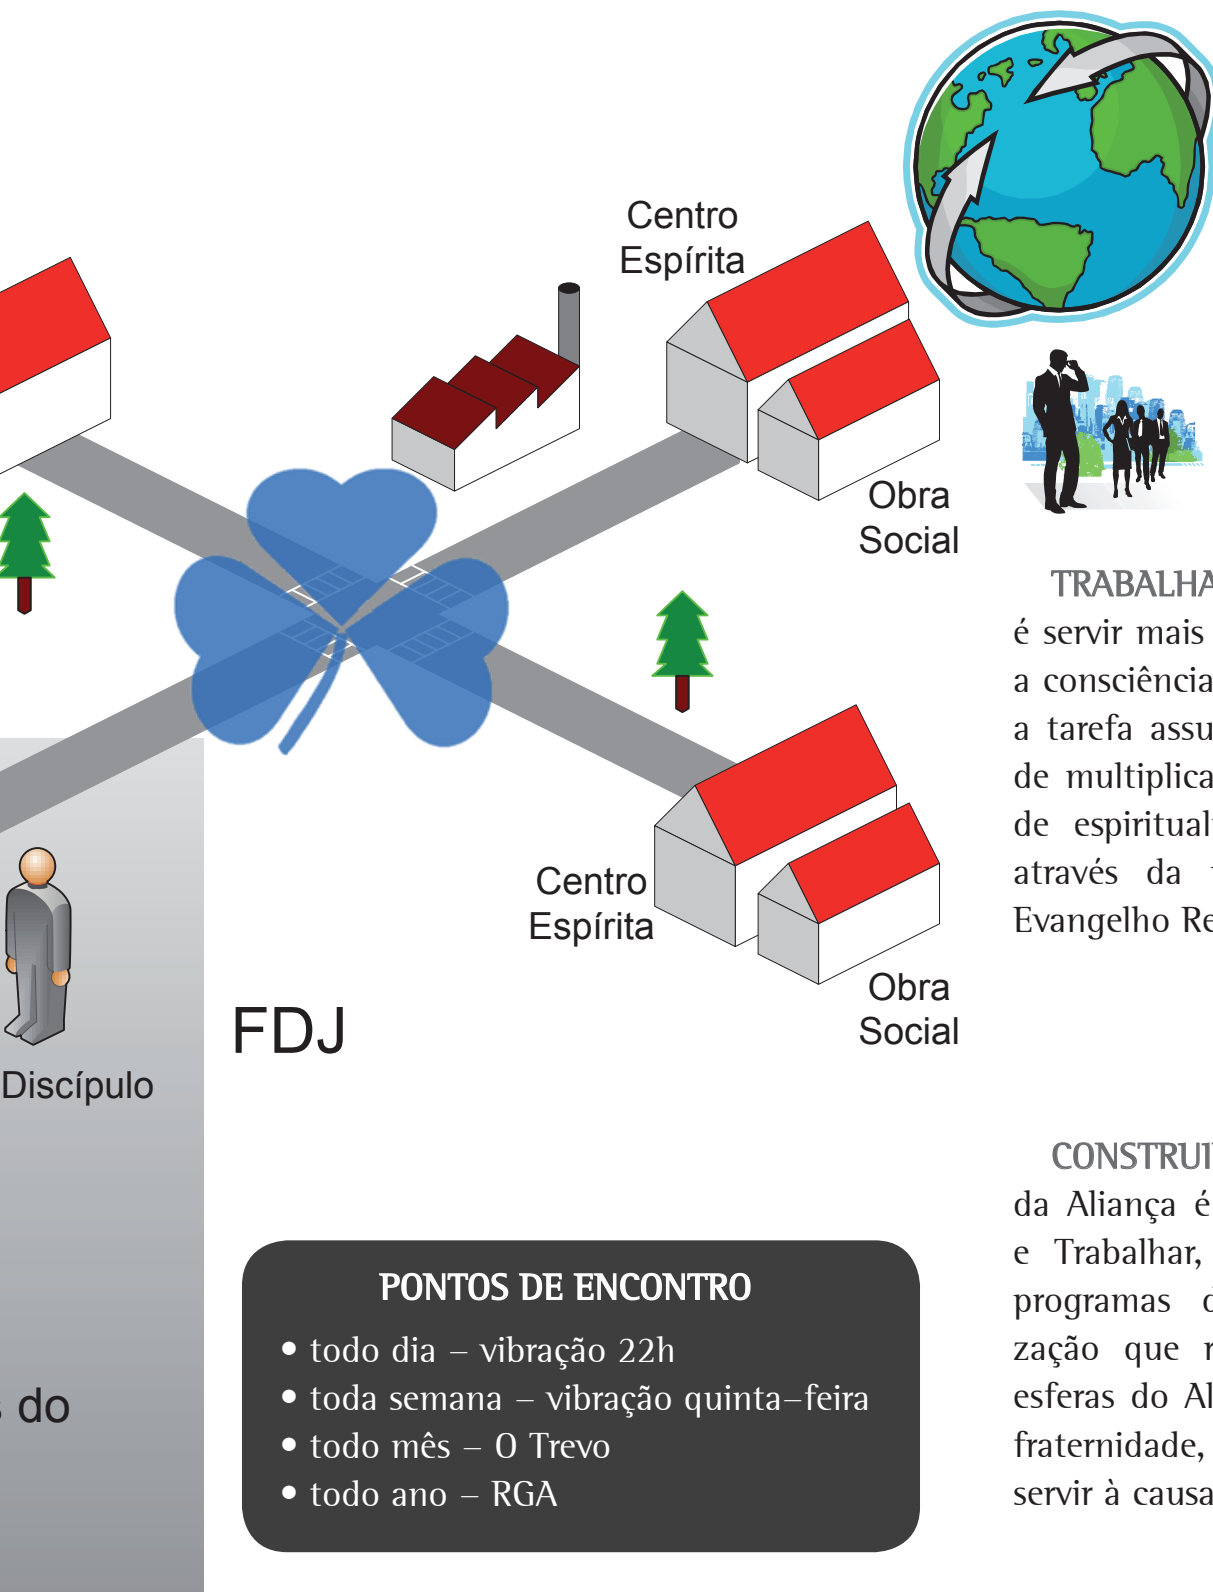 Centro
Espírita
Obra
Social
Centro
Espírita
Obra
Social
FDJ
Discípulo
do
PONTOS DE ENCONTRO
• todo dia – vibração 22h
• toda semana – vibração quinta-feira
• todo mês – O Trevo
• todo ano – RGA
TRABALHA
é servir mais
a consciência
a tarefa assu
de multiplica
de espiritual
através da
Evangelho Re
CONSTRUI
da Aliança é
e Trabalhar,
programas d
zação que r
esferas do Al
fraternidade,
servir à causa